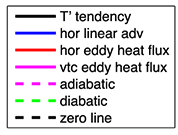 T' tendency
hor linear adv
hor eddy heat flux
vtc eddy heat flux
adiabatic
diabatic
zero line